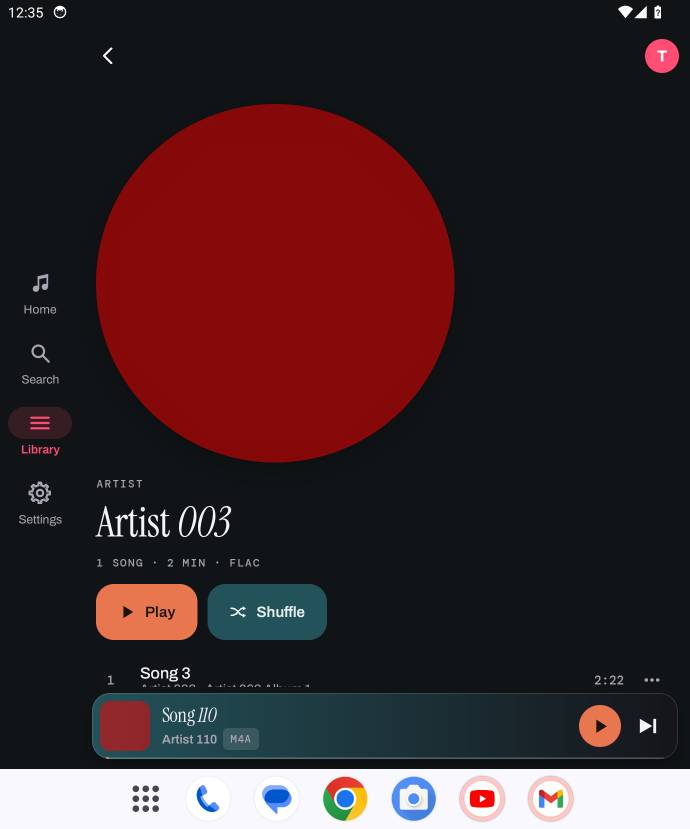 12:35
T
Home
Search
Library
Settings
ARTIST
Artist 003
1 SONG · 2 MIN · FLAC
Play
Shuffle
1
Song 3
2:22
Song 110
Artist 110
M4A